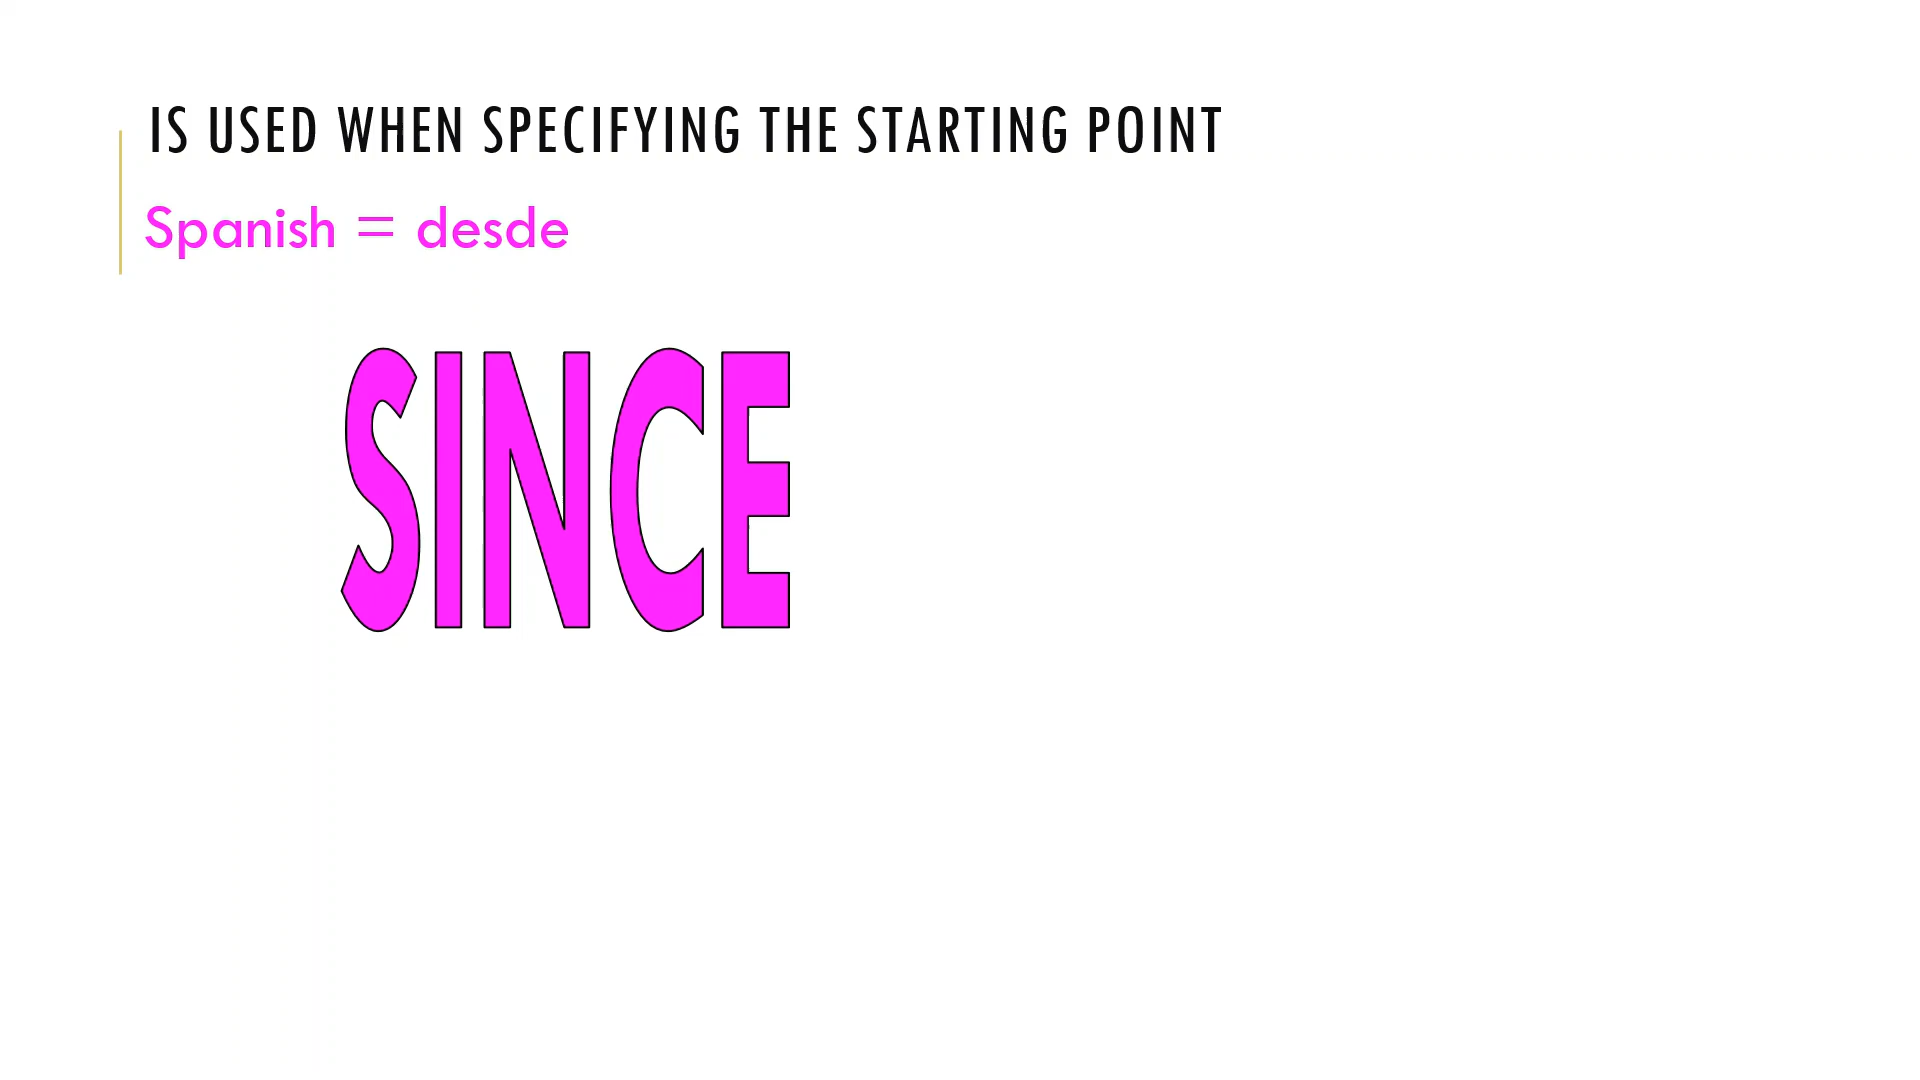 IS USED WHEN SPECIFYING THE STARTING POINT
Spanish = desde
SINCE